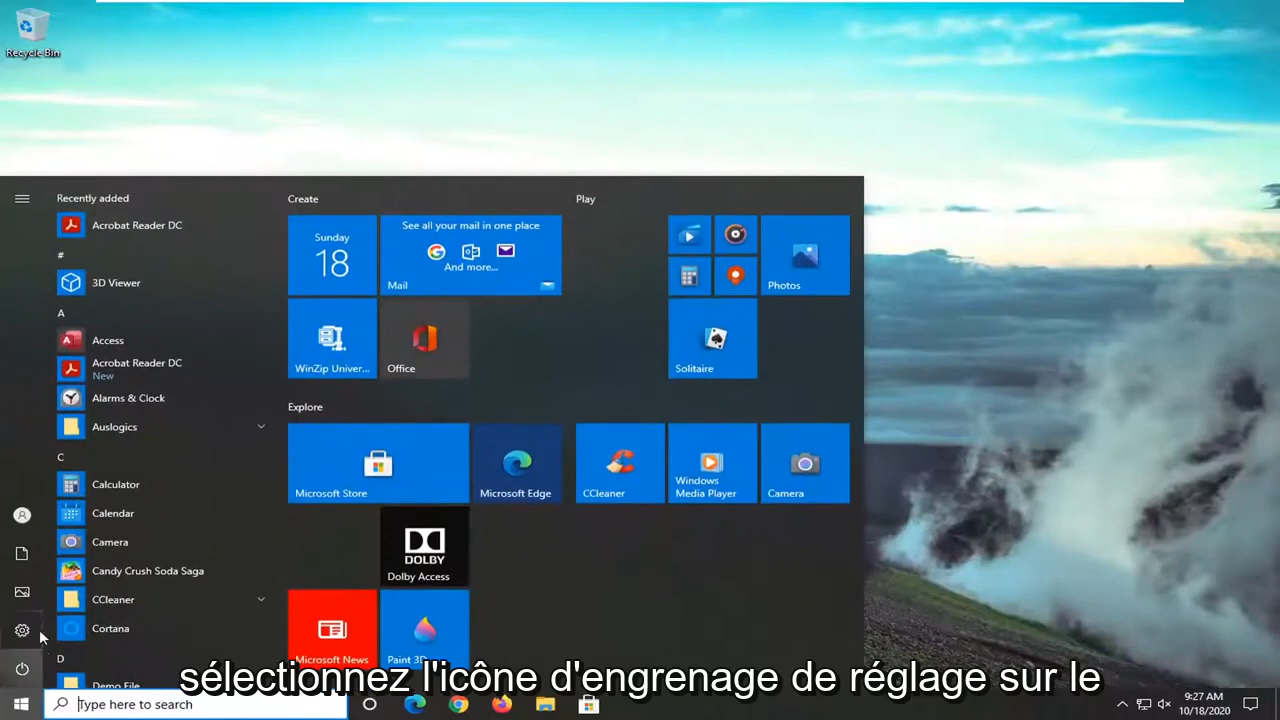 Recycle Bin
Recently added
Acrobat Reader DC
#
3D Viewer
A
Access
Acrobat Reader DC
New
Alarms & Clock
Auslogics
C
Calculator
Calendar
Camera
Candy Crush Soda Saga
CCleaner
Cortana
D
Demo File
Create
Sunday
18
See all your mail in one place
And more...
Mail
WinZip Univer...
Office
Explore
Microsoft Store
Microsoft Edge
DOLBY
Dolby Access
Microsoft News
Paint 3D
Play
Photos
Solitaire
CCleaner
Windows
Media Player
Camera
sélectionnez l'icône d'engrenage de réglage sur le
Type here to search
9:27 AM
10/18/2020